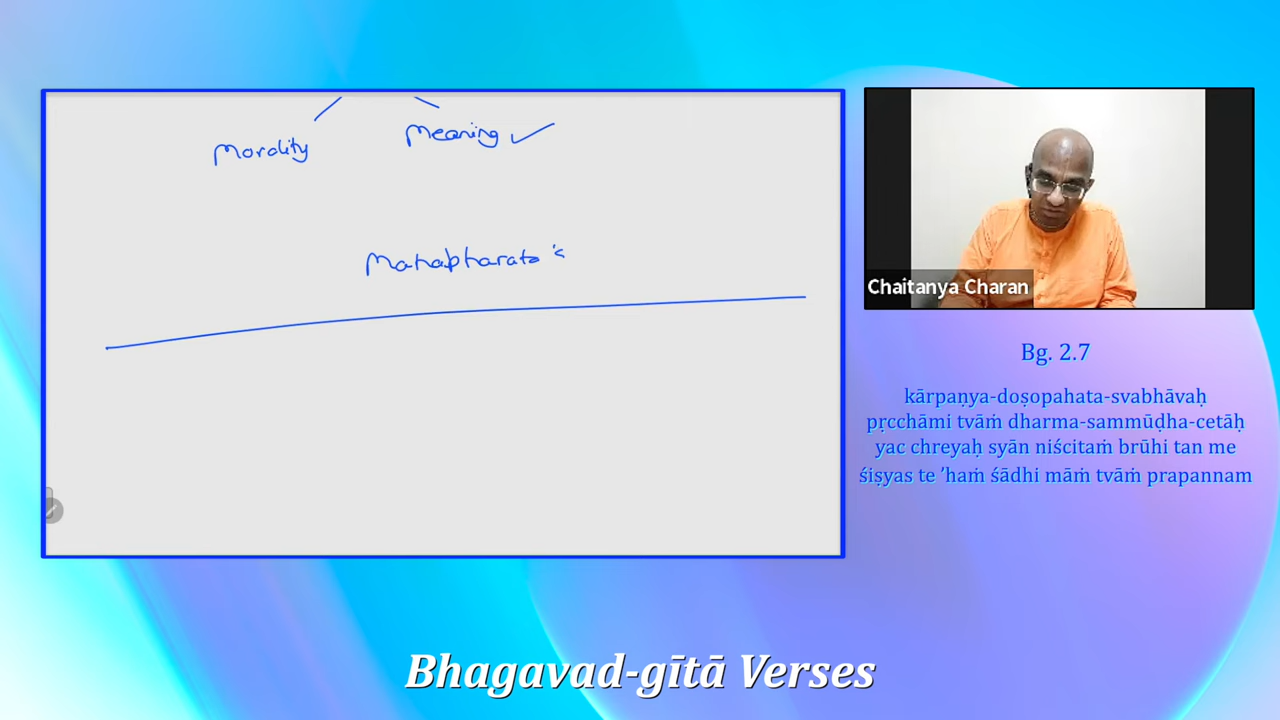 Morality Meaning
Mahabharata's
Chaitanya Charan
Bg. 2.7
kārpaṇya-doṣopahata-svabhāvaḥ
pṛcchāmi tvāṁ dharma-sammūḍha-cetāḥ
yac chreyaḥ syān niścitaṁ brūhi tan me
śiṣyas te ’haṁ śādhi māṁ tvāṁ prapannam
Bhagavad-gītā Verses